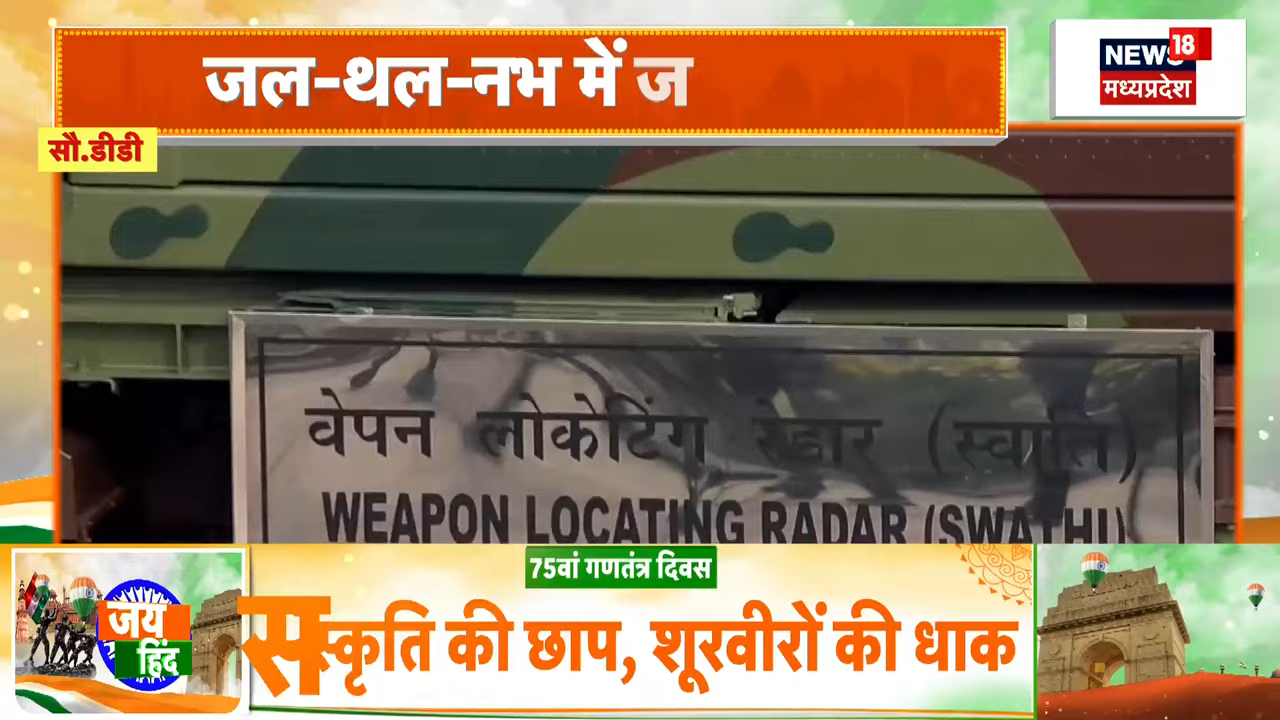 जल-थल-नभ में ज
NEWS18
मध्यप्रदेश
सौ.डीडी
वेपन लोकेटिंग रेडार (स्वाति)
WEAPON LOCATING RADAR (SWATHI)
75वां गणतंत्र दिवस
जय
हिंद
स्कृति की छाप, शूरवीरों की धाक